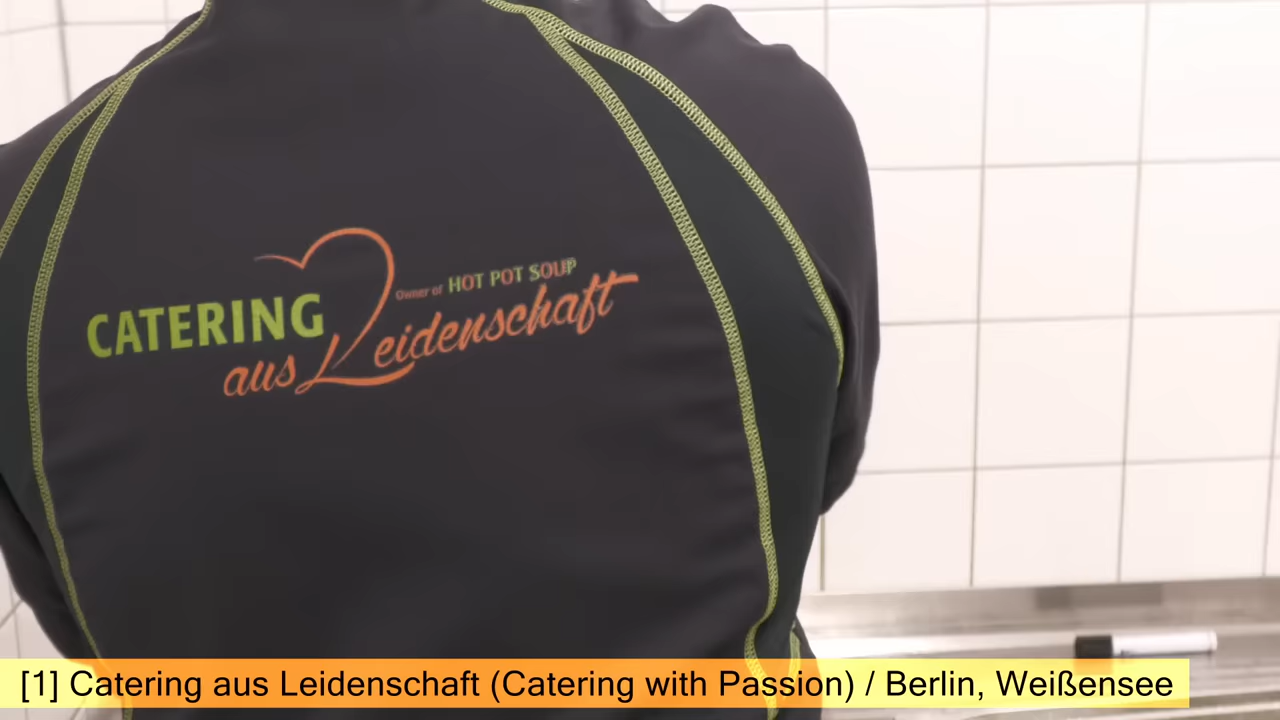 Owner of HOT POT SOUP
CATERING
aus Leidenschaft
[1] Catering aus Leidenschaft (Catering with Passion) / Berlin, Weißensee